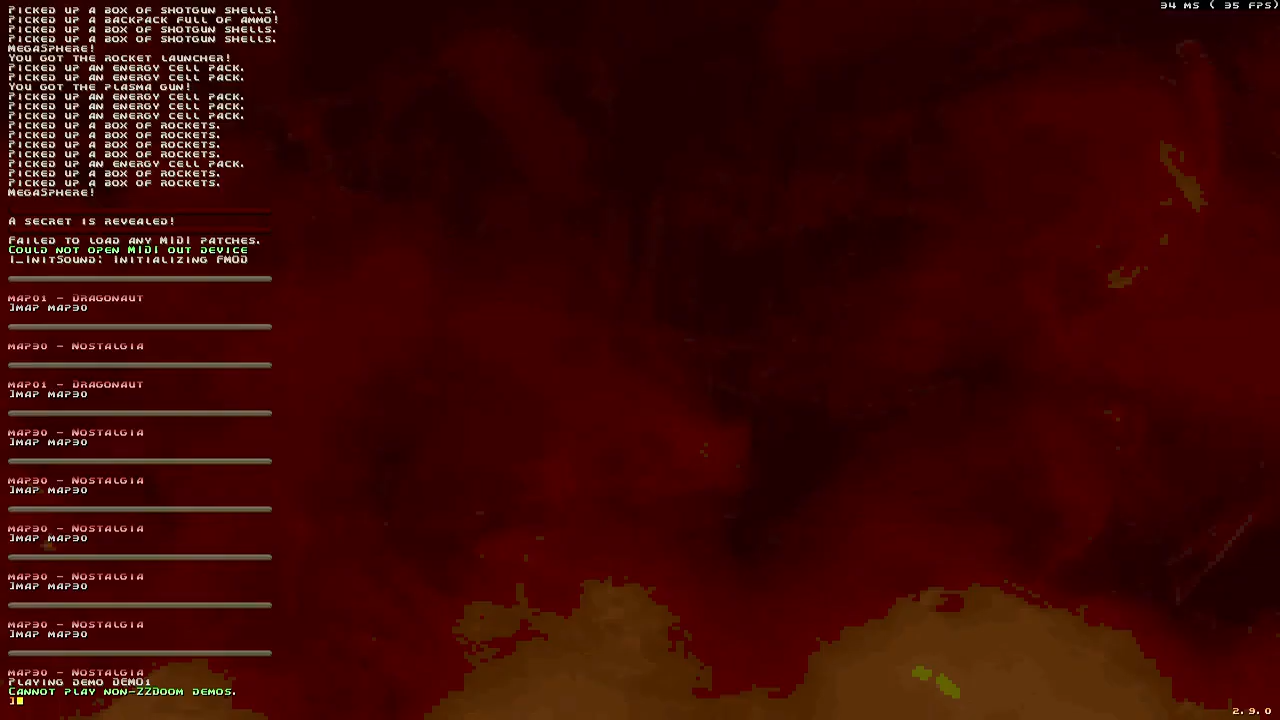 PICKED UP A BOX OF SHOTGUN SHELLS.
PICKED UP A BACKPACK FULL OF AMMO!
PICKED UP A BOX OF SHOTGUN SHELLS.
PICKED UP A BOX OF SHOTGUN SHELLS.
MEGASPHERE!
YOU GOT THE ROCKET LAUNCHER!
PICKED UP AN ENERGY CELL PACK.
PICKED UP AN ENERGY CELL PACK.
YOU GOT THE PLASMA GUN!
PICKED UP AN ENERGY CELL PACK.
PICKED UP AN ENERGY CELL PACK.
PICKED UP AN ENERGY CELL PACK.
PICKED UP A BOX OF ROCKETS.
PICKED UP A BOX OF ROCKETS.
PICKED UP A BOX OF ROCKETS.
PICKED UP A BOX OF ROCKETS.
PICKED UP AN ENERGY CELL PACK.
PICKED UP A BOX OF ROCKETS.
PICKED UP A BOX OF ROCKETS.
MEGASPHERE!
A SECRET IS REVEALED!
FAILED TO LOAD ANY MIDI PATCHES.
COULD NOT OPEN MIDI OUT DEVICE
I_INITSOUND: INITIALIZING FMOD
MAP01 - DRAGONAUT
]MAP MAP30
MAP30 - NOSTALGIA
MAP01 - DRAGONAUT
]MAP MAP30
MAP30 - NOSTALGIA
]MAP MAP30
MAP30 - NOSTALGIA
]MAP MAP30
MAP30 - NOSTALGIA
]MAP MAP30
MAP30 - NOSTALGIA
]MAP MAP30
MAP30 - NOSTALGIA
]MAP MAP30
MAP30 - NOSTALGIA
PLAYING DEMO DEMO1
CANNOT PLAY NON-ZZDOOM DEMOS.
]
34 MS ( 35 FPS)
2.9.0